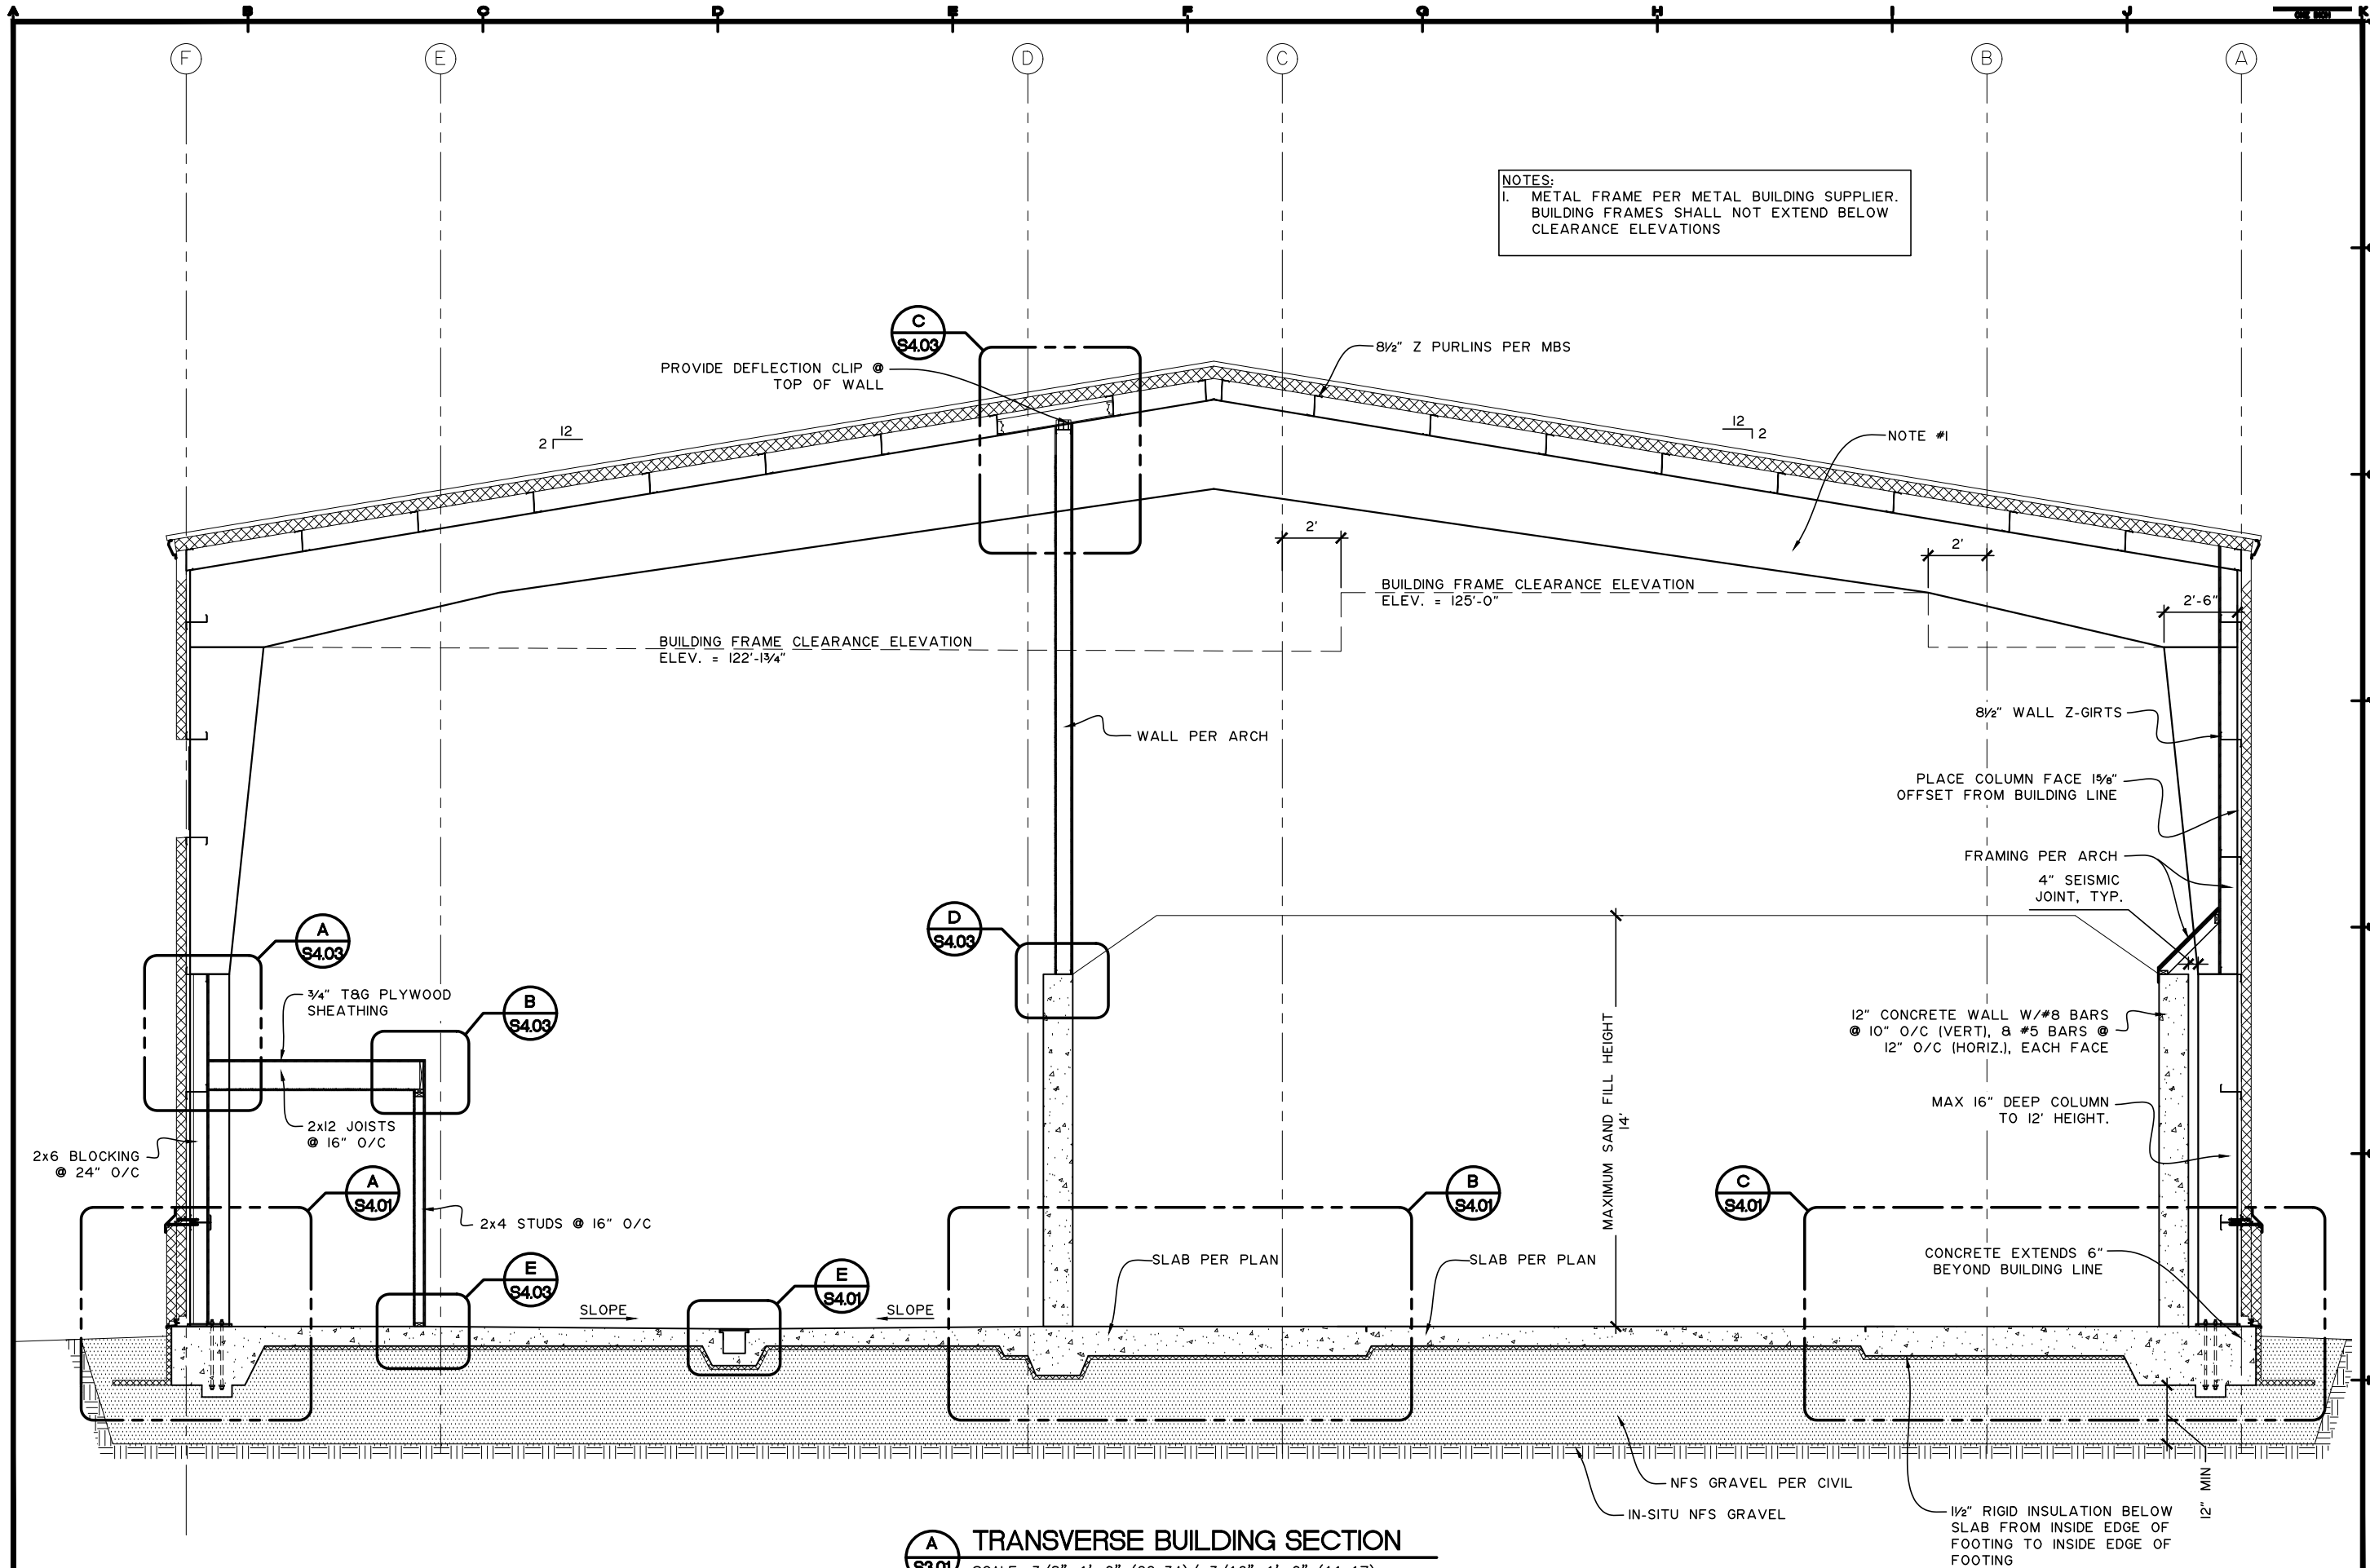 A B C D E F G H I J K
ONE INCH
F E D C B A
NOTES:
1. METAL FRAME PER METAL BUILDING SUPPLIER.
BUILDING FRAMES SHALL NOT EXTEND BELOW
CLEARANCE ELEVATIONS
C
S4.03
PROVIDE DEFLECTION CLIP @
TOP OF WALL
8½" Z PURLINS PER MBS
12
2
12
2
NOTE #1
2'
2'
BUILDING FRAME CLEARANCE ELEVATION
ELEV. = 125'-0"
2'-6"
BUILDING FRAME CLEARANCE ELEVATION
ELEV. = 122'-1¾"
8½" WALL Z-GIRTS
WALL PER ARCH
PLACE COLUMN FACE 1⅝"
OFFSET FROM BUILDING LINE
FRAMING PER ARCH
4" SEISMIC
JOINT, TYP.
A
S4.03
D
S4.03
¾" T&G PLYWOOD
SHEATHING
B
S4.03
12" CONCRETE WALL W/#8 BARS
@ 10" O/C (VERT), & #5 BARS @
12" O/C (HORIZ.), EACH FACE
MAXIMUM SAND FILL HEIGHT
14'
MAX 16" DEEP COLUMN
TO 12' HEIGHT.
2x12 JOISTS
@ 16" O/C
2x6 BLOCKING
@ 24" O/C
A
S4.01
B
S4.01
C
S4.01
2x4 STUDS @ 16" O/C
E
S4.03
E
S4.01
SLAB PER PLAN
SLAB PER PLAN
CONCRETE EXTENDS 6"
BEYOND BUILDING LINE
SLOPE
SLOPE
NFS GRAVEL PER CIVIL
IN-SITU NFS GRAVEL
12" MIN
1½" RIGID INSULATION BELOW
SLAB FROM INSIDE EDGE OF
FOOTING TO INSIDE EDGE OF
FOOTING
A
S3.01
TRANSVERSE BUILDING SECTION